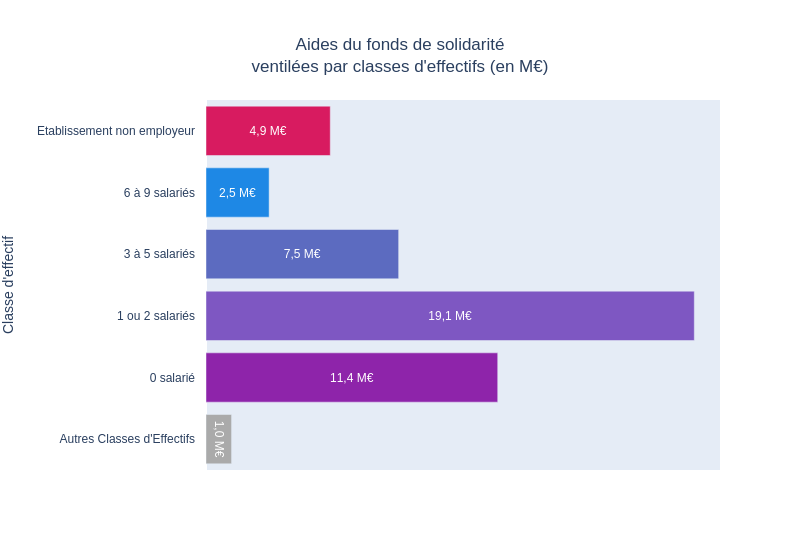 Aides du fonds de solidarité
ventilées par classes d'effectifs (en M€)
Classe d'effectif
Etablissement non employeur
4,9 M€
6 à 9 salariés
2,5 M€
3 à 5 salariés
7,5 M€
1 ou 2 salariés
19,1 M€
0 salarié
11,4 M€
Autres Classes d'Effectifs
1,0 M€